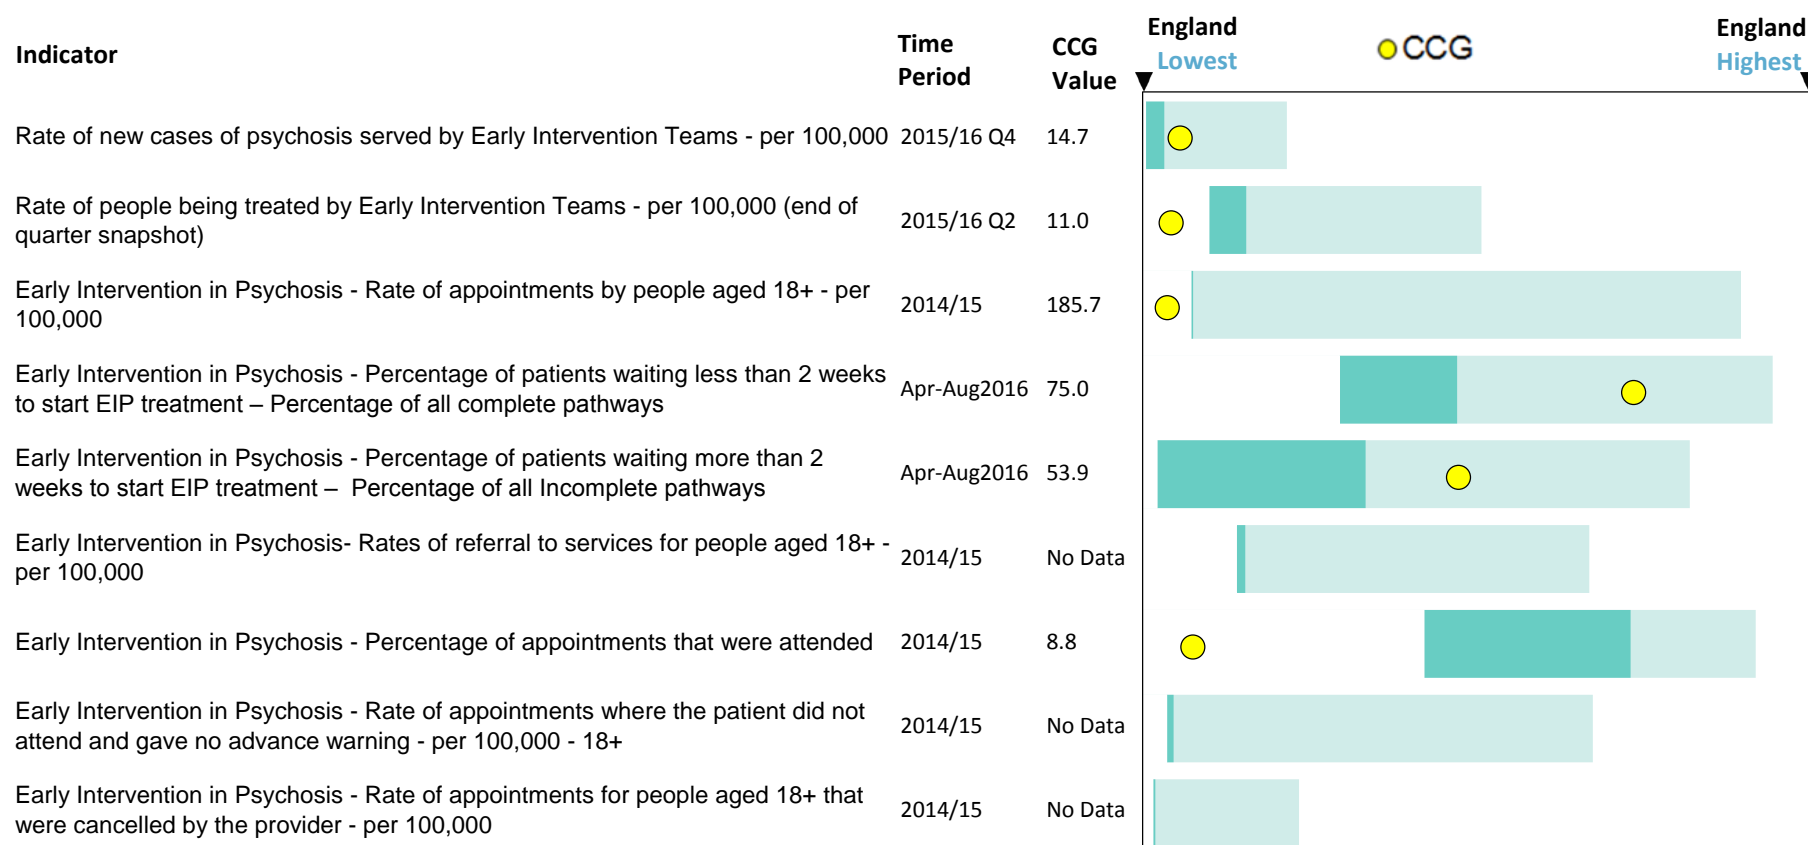 Indicator
Time Period
CCG Value
England Lowest
CCG
England Highest
Rate of new cases of psychosis served by Early Intervention Teams - per 100,000 2015/16 Q4 14.7
Rate of people being treated by Early Intervention Teams - per 100,000 (end of
quarter snapshot)
2015/16 Q2 11.0
Early Intervention in Psychosis - Rate of appointments by people aged 18+ - per
100,000
2014/15 185.7
Early Intervention in Psychosis - Percentage of patients waiting less than 2 weeks
to start EIP treatment – Percentage of all complete pathways
Apr-Aug2016 75.0
Early Intervention in Psychosis - Percentage of patients waiting more than 2
weeks to start EIP treatment – Percentage of all Incomplete pathways
Apr-Aug2016 53.9
Early Intervention in Psychosis- Rates of referral to services for people aged 18+ -
per 100,000
2014/15 No Data
Early Intervention in Psychosis - Percentage of appointments that were attended 2014/15 8.8
Early Intervention in Psychosis - Rate of appointments where the patient did not
attend and gave no advance warning - per 100,000 - 18+
2014/15 No Data
Early Intervention in Psychosis - Rate of appointments for people aged 18+ that
were cancelled by the provider - per 100,000
2014/15 No Data